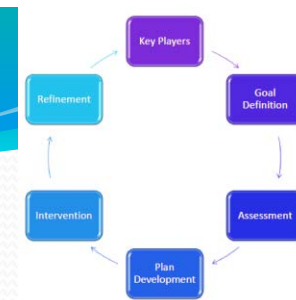 Key Players
Goal
Definition
Assessment
Plan
Development
Intervention
Refinement